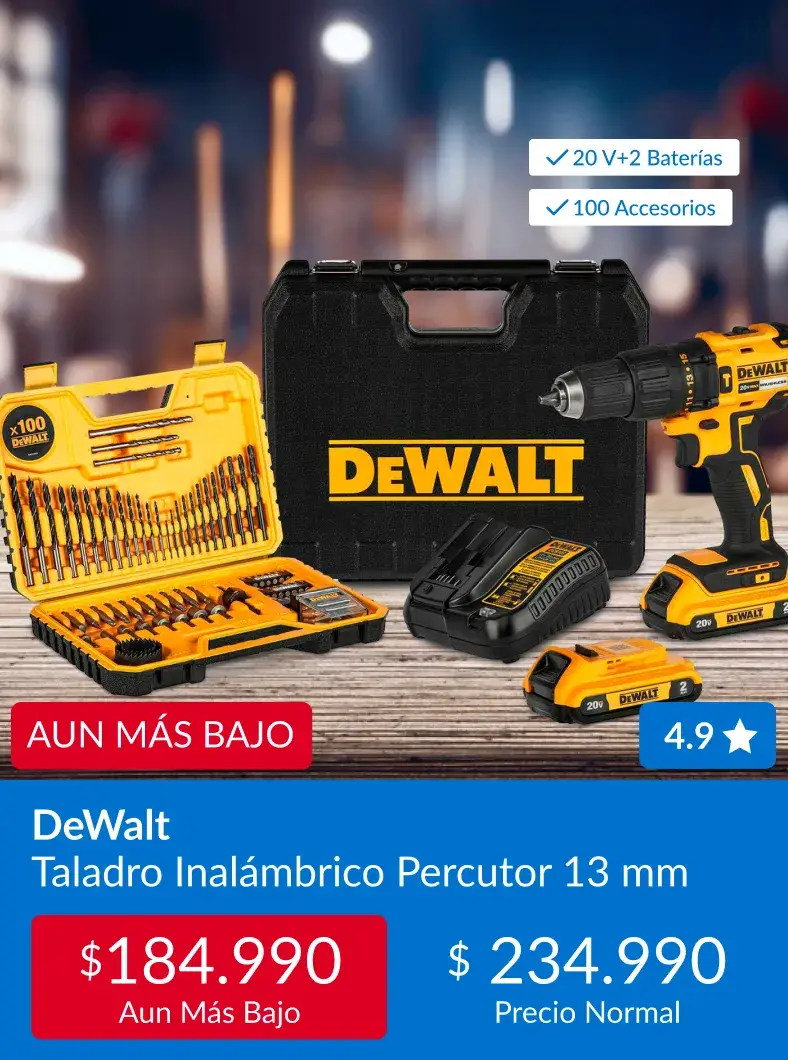 ✓ 20 V+2 Baterías
✓ 100 Accesorios
x100
DEWALT
DEWALT
DEWALT
20V
DEWALT
20V
DEWALT
2
DEWALT
AUN MÁS BAJO
4.9 ★
DeWalt
Taladro Inalámbrico Percutor 13 mm
$184.990
Aun Más Bajo
$ 234.990
Precio Normal